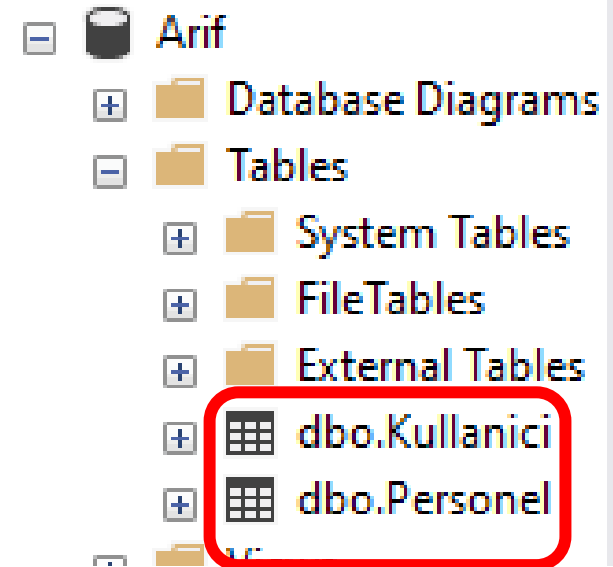 Arif
Database Diagrams
Tables
System Tables
FileTables
External Tables
dbo.Kullanici
dbo.Personel